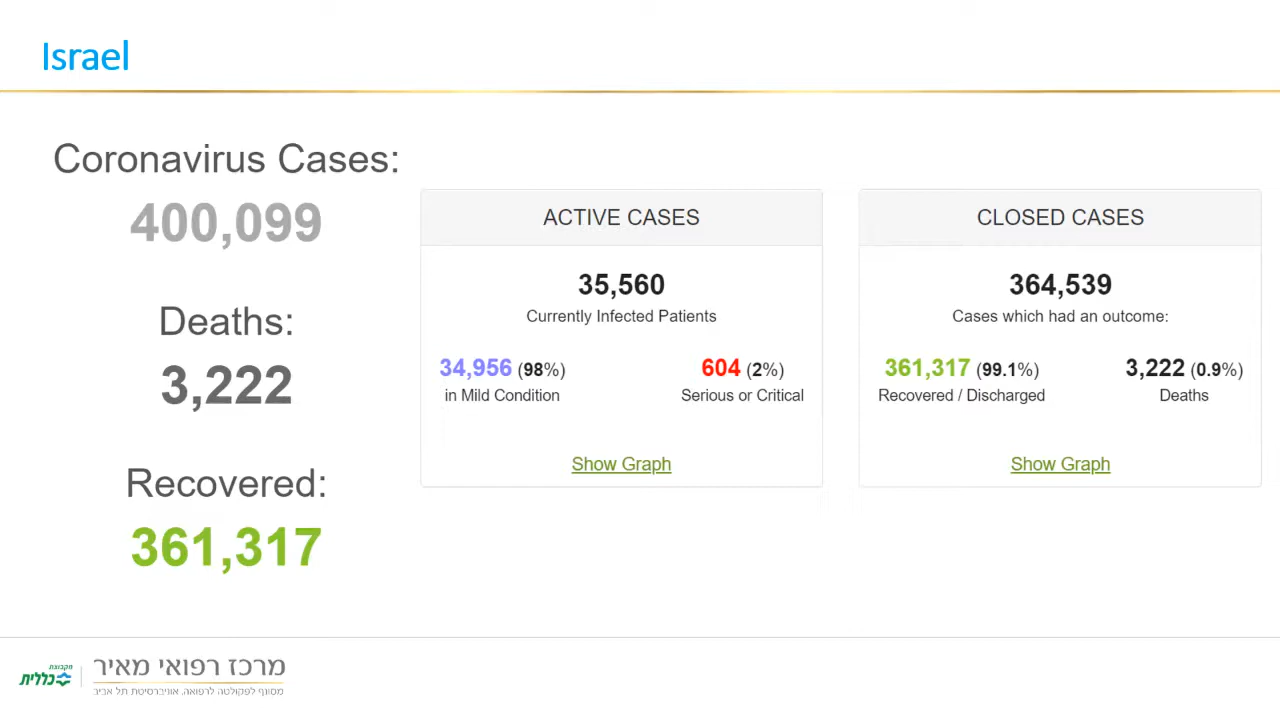 Israel
Coronavirus Cases:
400,099
Deaths:
3,222
Recovered:
361,317
ACTIVE CASES
35,560
Currently Infected Patients
34,956 (98%)
in Mild Condition
604 (2%)
Serious or Critical
Show Graph
CLOSED CASES
364,539
Cases which had an outcome:
361,317 (99.1%)
Recovered / Discharged
3,222 (0.9%)
Deaths
Show Graph
מקבוצת
כללית
מרכז רפואי מאיר
מסונף לפקולטה לרפואה, אוניברסיטת תל אביב